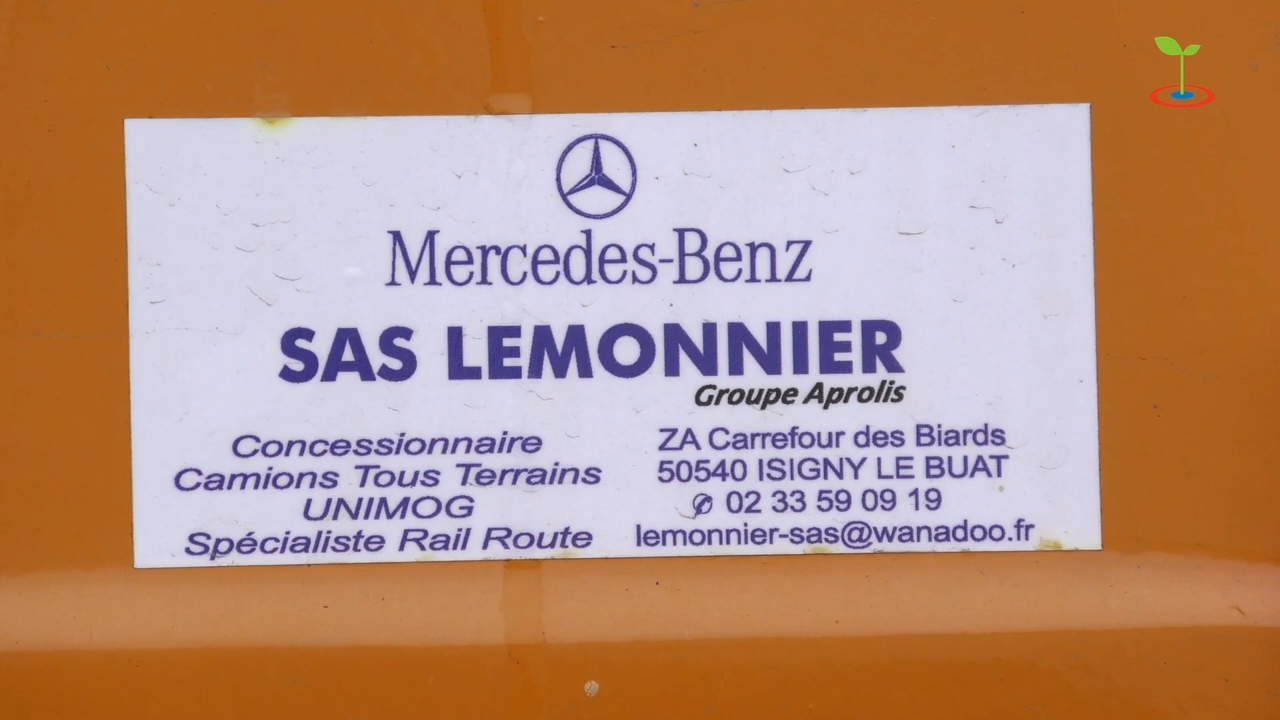 Mercedes-Benz
SAS LEMONNIER
Groupe Aprolis
Concessionnaire
Camions Tous Terrains
UNIMOG
Spécialiste Rail Route
ZA Carrefour des Biards
50540 ISIGNY LE BUAT
✆ 02 33 59 09 19
lemonnier-sas@wanadoo.fr